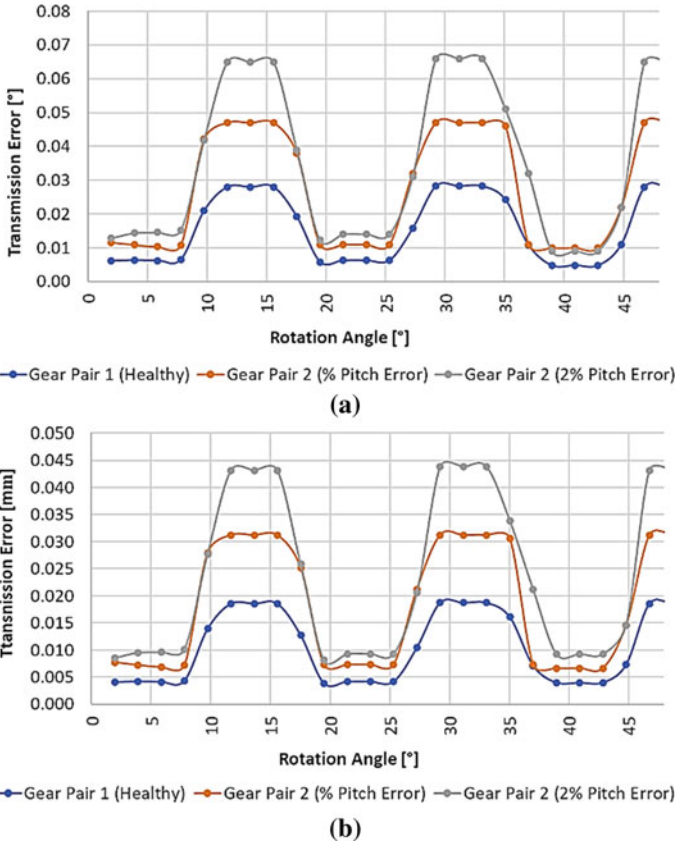 0.08
0.07
0.06
0.05
0.04
0.03
0.02
0.01
0.00
Transmission Error [°]
0 5 10 15 20 25 30 35 40 45
Rotation Angle [°]
Gear Pair 1 (Healthy) Gear Pair 2 (% Pitch Error) Gear Pair 2 (2% Pitch Error)
(a)
0.050
0.045
0.040
0.035
0.030
0.025
0.020
0.015
0.010
0.005
0.000
Ttansnission Error [mm]
0 5 10 15 20 25 30 35 40 45
Rotation Angle [°]
Gear Pair 1 (Healthy) Gear Pair 2 (% Pitch Error) Gear Pair 2 (2% Pitch Error)
(b)